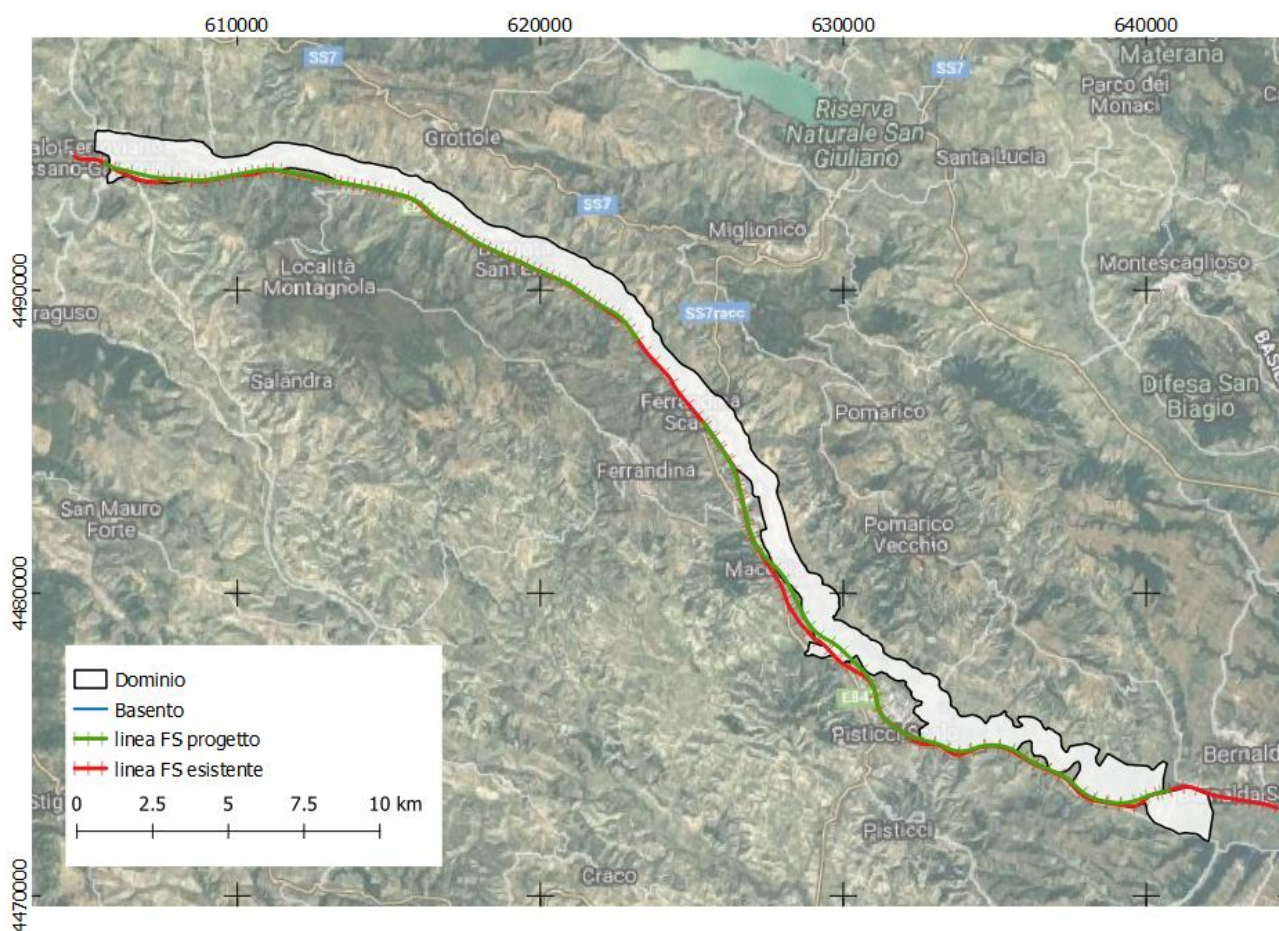 610000
620000
630000
640000
SS7
SS7
Materana
Parco dei
Monaci
Riserva
Naturale San
Giuliano
Grottole
Santa Lucia
SS7
Miglionico
Località
Montagnola
Montescaglioso
4490000
SS7racc
Salandra
Difesa San
Biagio
Pomarico
Ferrandina
San Mauro
Forte
Pomarico
Vecchio
4480000
Dominio
Basento
linea FS progetto
linea FS esistente
0 2.5 5 7.5 10 km
Pisticci
Craco
4470000